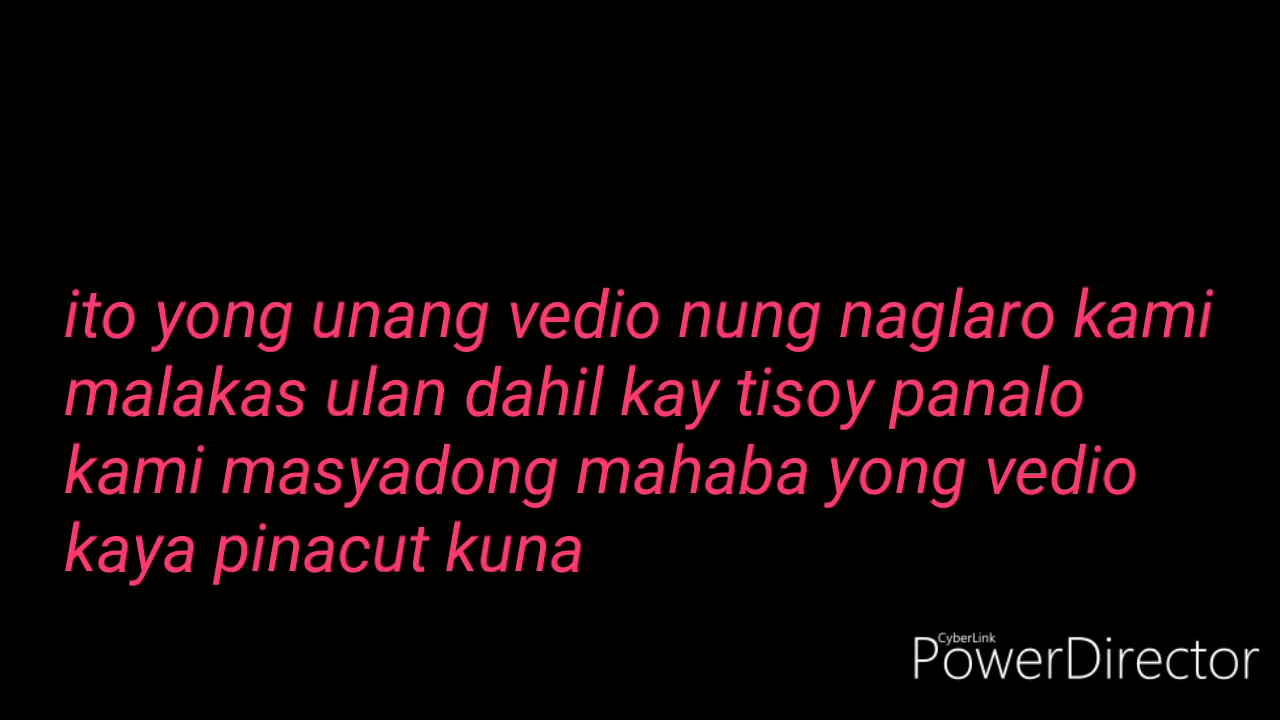 ito yong unang vedio nung naglaro kami
malakas ulan dahil kay tisoy panalo
kami masyadong mahaba yong vedio
kaya pinacut kuna
CyberLink
PowerDirector